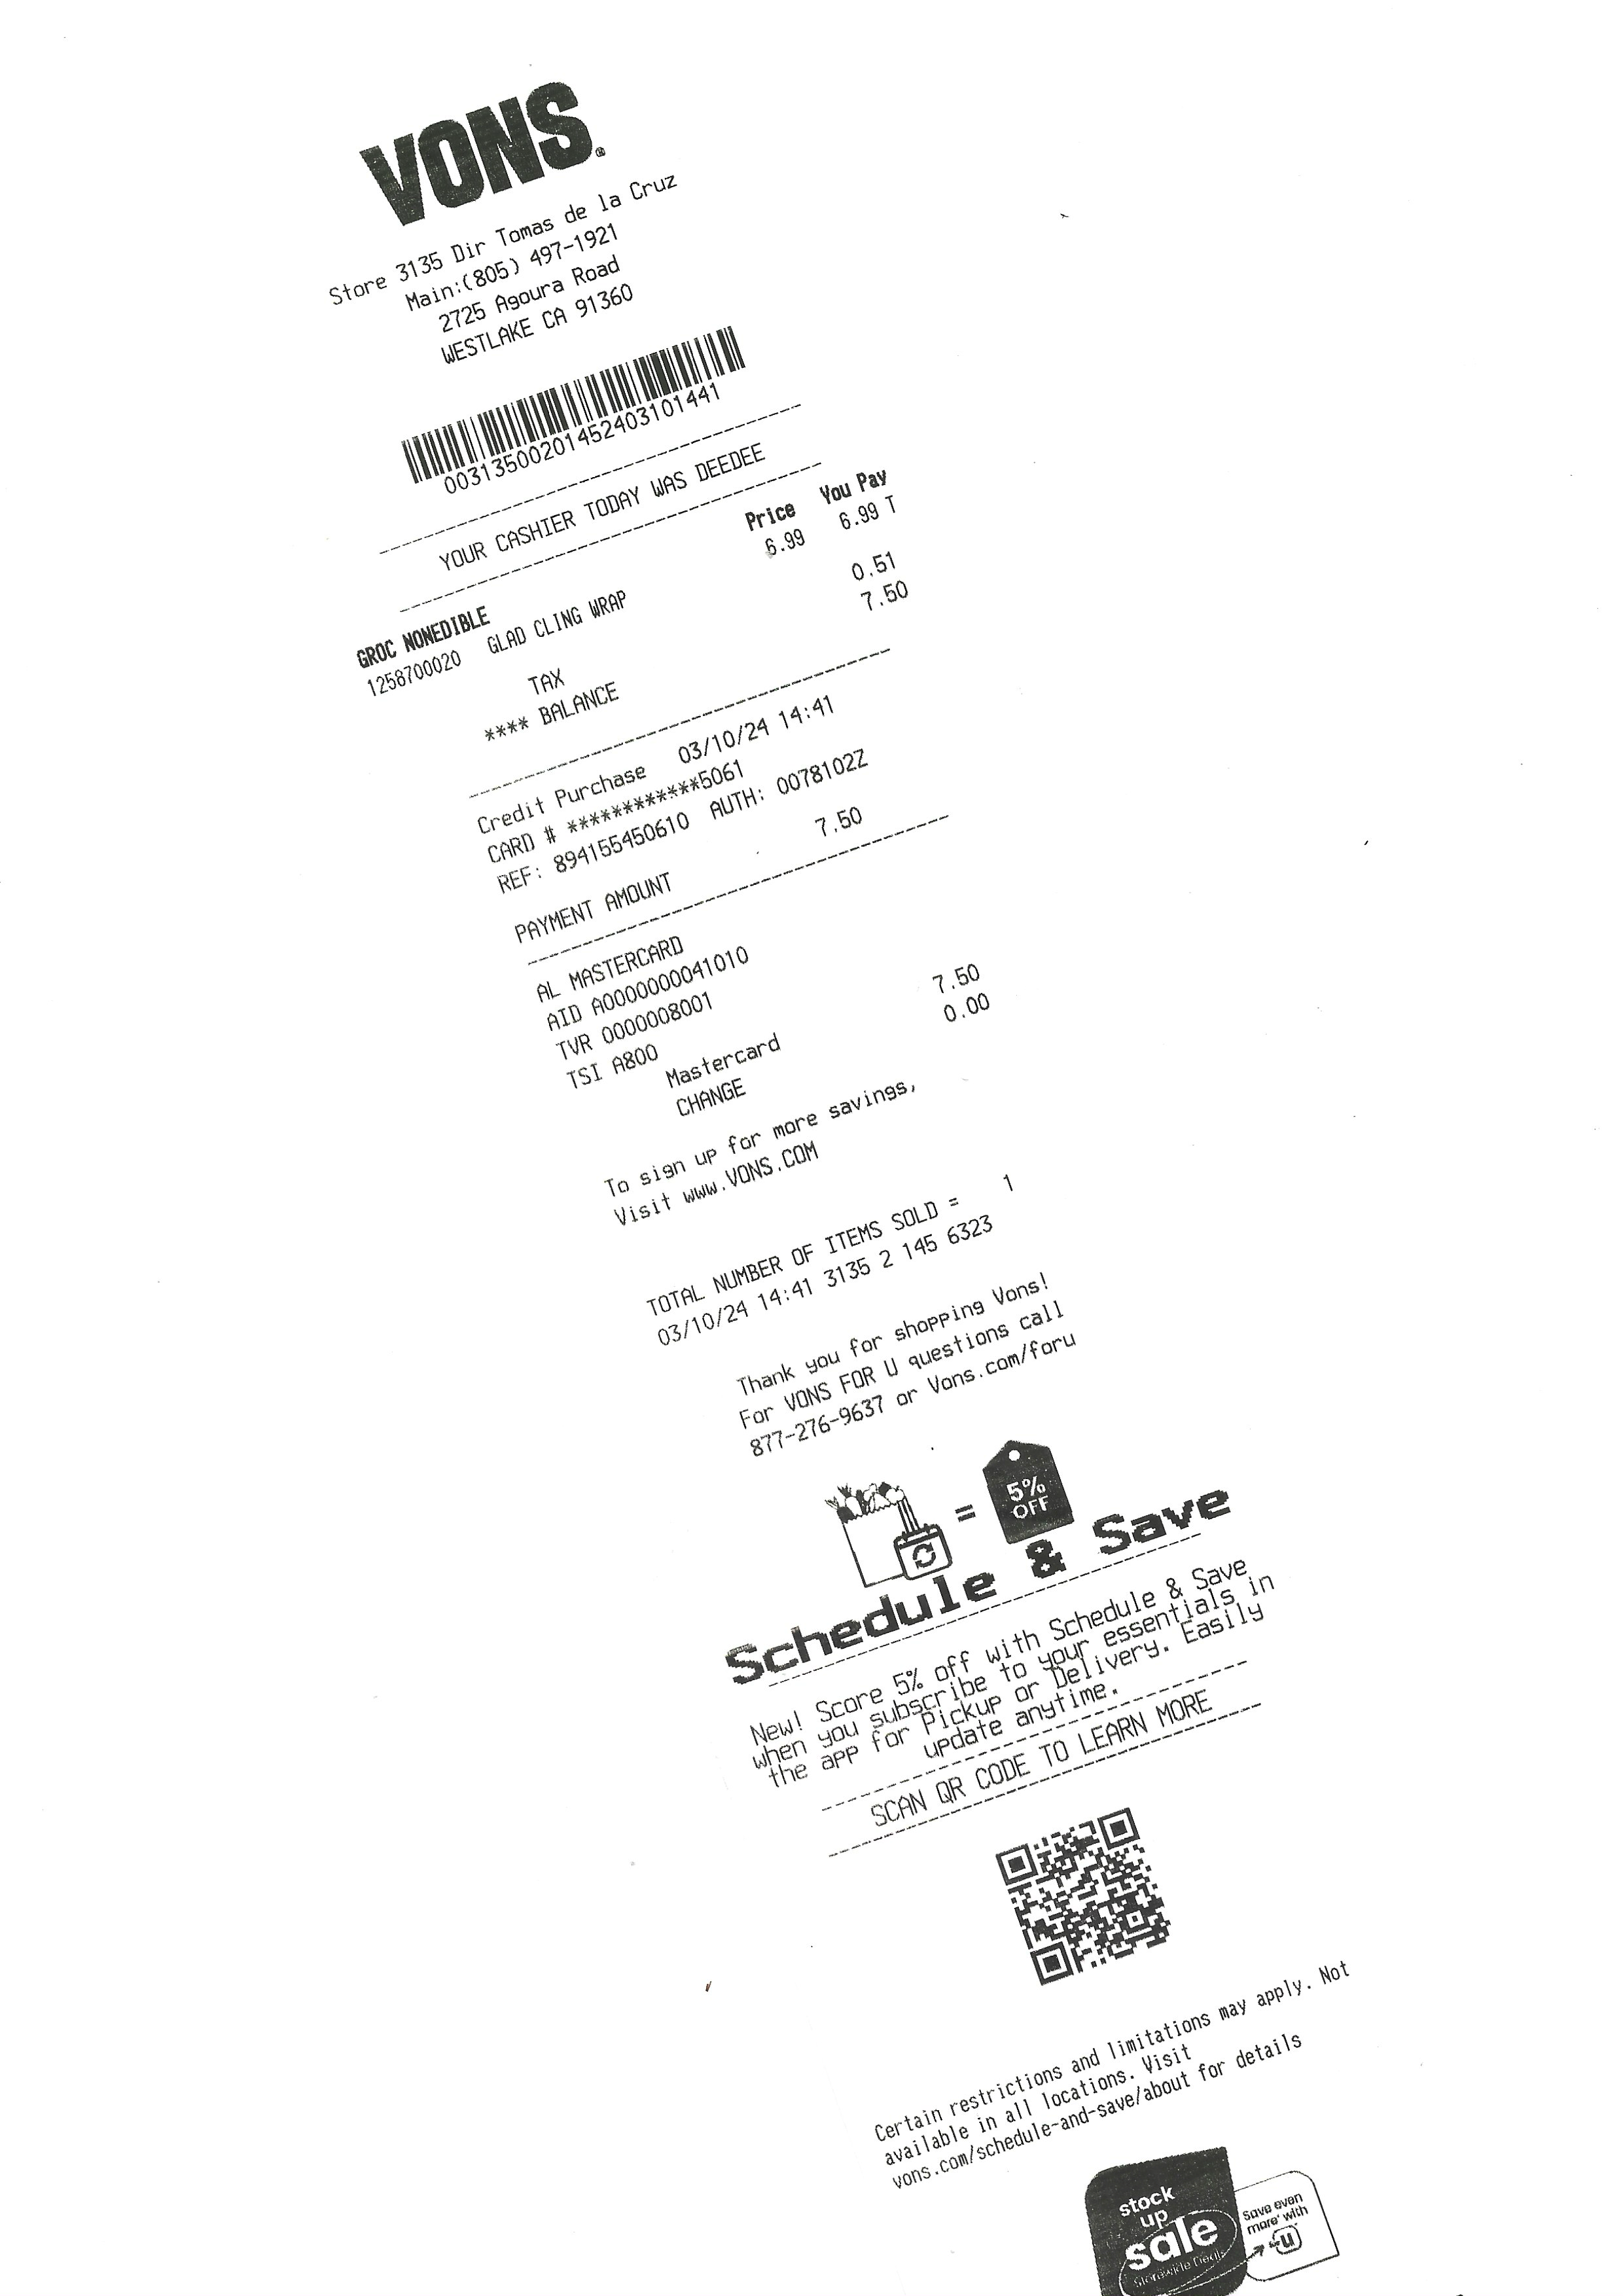 VONS.
Store 3135 Dir Tomas de la Cruz
Main:(805) 497-1921
2725 Agoura Road
WESTLAKE CA 91360
00313500201452403101441
YOUR CASHIER TODAY WAS DEEDEE
Price You Pay
GROC NONEDIBLE
1258700020 GLAD CLING WRAP 6.99 6.99 T
TAX 0.51
**** BALANCE 7.50
Credit Purchase 03/10/24 14:41
CARD # ************5061
REF: 894155450610 AUTH: 0078102Z
PAYMENT AMOUNT 7.50
AL MASTERCARD
AID A0000000041010
TVR 0000008001
TSI A800
Mastercard 7.50
CHANGE 0.00
To sign up for more savings,
Visit www.VONS.COM
TOTAL NUMBER OF ITEMS SOLD = 1
03/10/24 14:41 3135 2 145 6323
Thank you for shopping Vons!
For VONS FOR U questions call
877-276-9637 or Vons.com/foru
= 5% OFF
Schedule & Save
New! Score 5% off with Schedule & Save
when you subscribe to your essentials in
the app for Pickup or Delivery. Easily
update anytime.
SCAN QR CODE TO LEARN MORE
Certain restrictions and limitations may apply. Not
available in all locations. Visit
vons.com/schedule-and-save/about for details
stock
up
sale
Storewide Deals
Save even
more* with
u